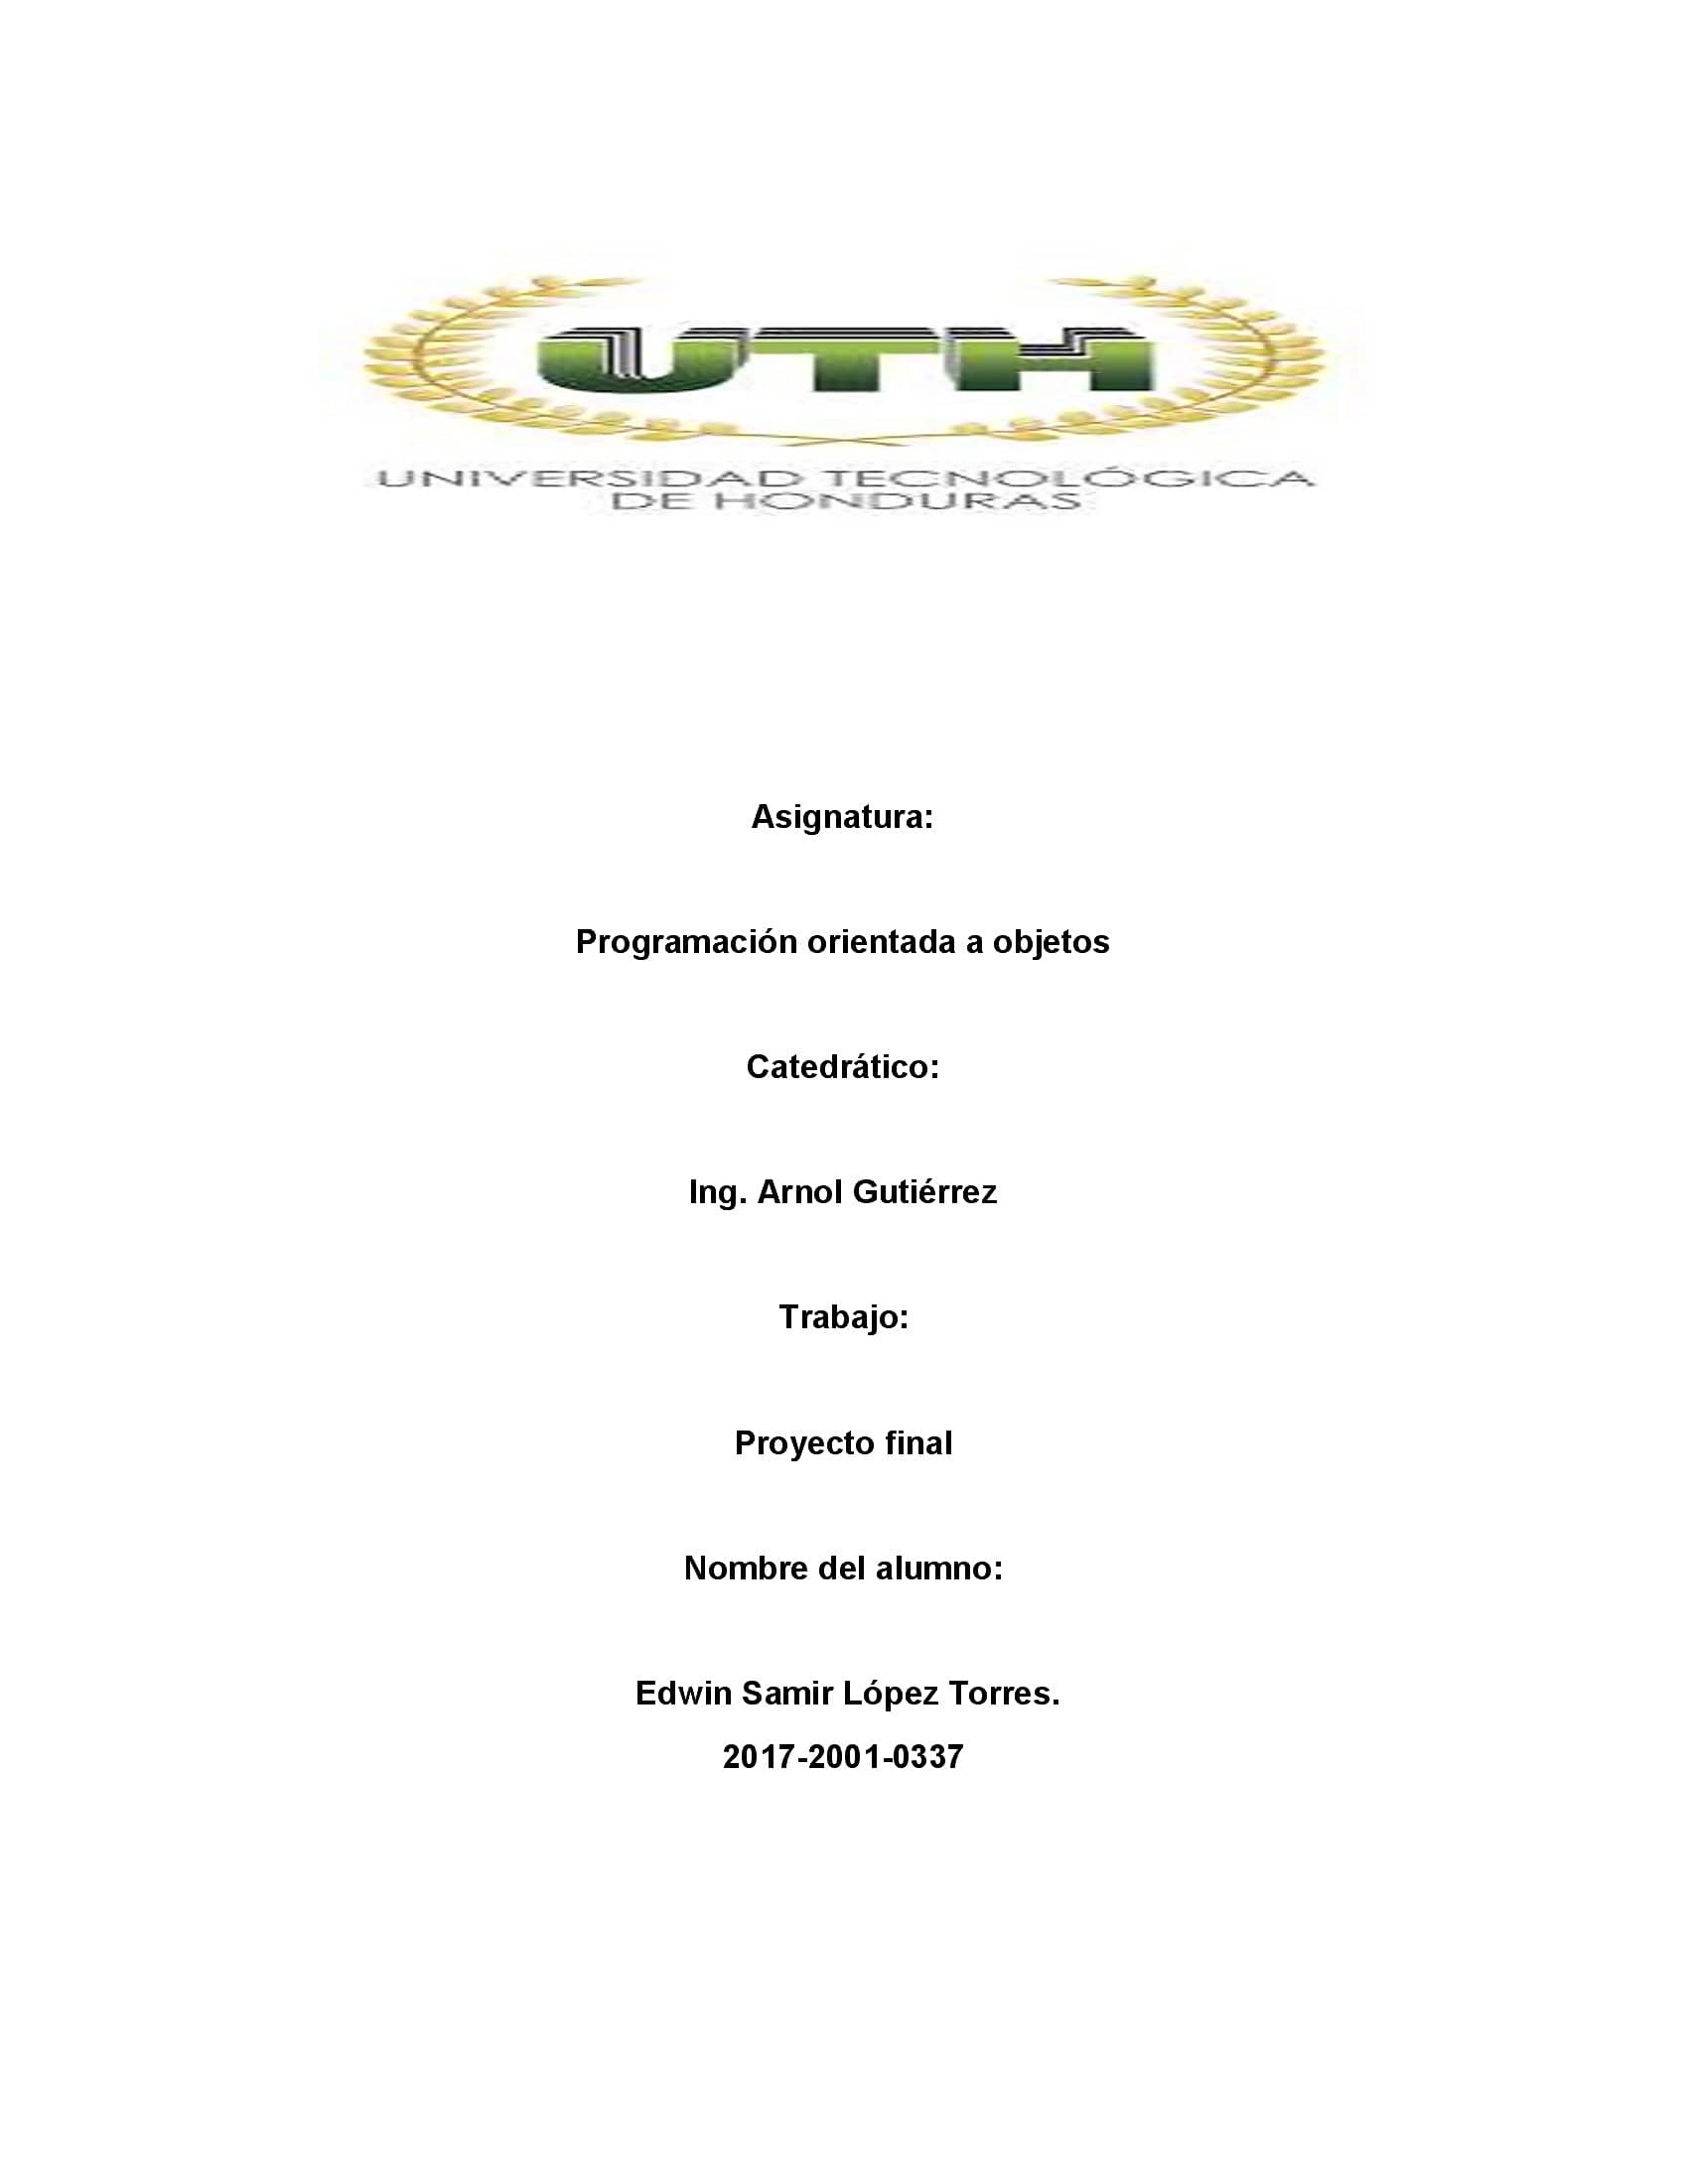 UTH
UNIVERSIDAD TECNOLÓGICA
DE HONDURAS
Asignatura:
Programación orientada a objetos
Catedrático:
Ing. Arnol Gutiérrez
Trabajo:
Proyecto final
Nombre del alumno:
Edwin Samir López Torres.
2017-2001-0337